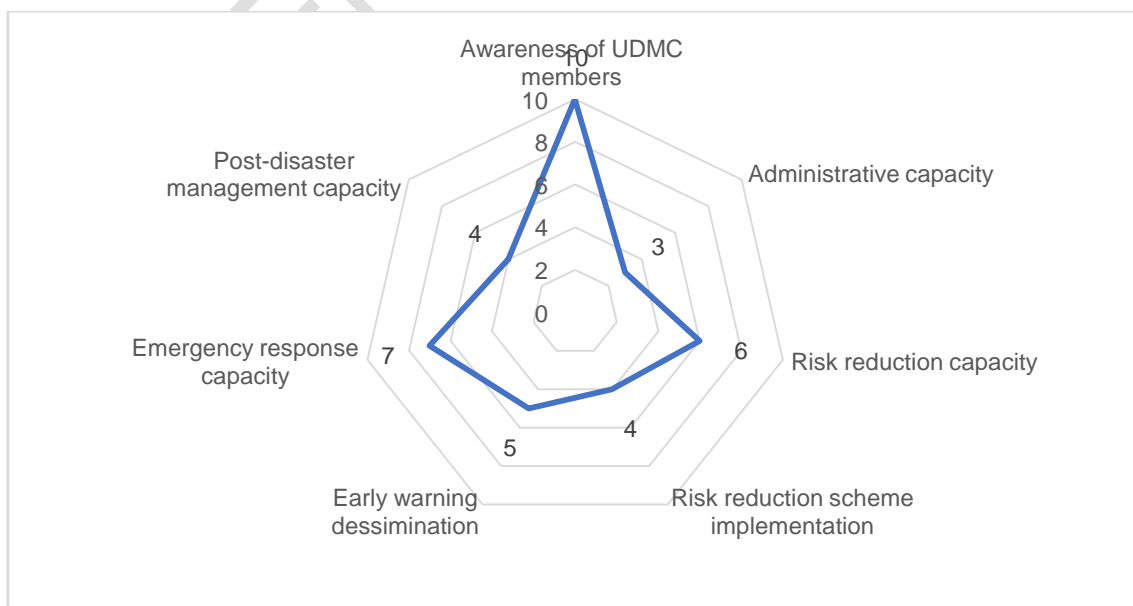 Awareness of UDMC
members
10
10
8
6
4
2
0
Administrative capacity
3
Risk reduction capacity
6
Risk reduction scheme
implementation
4
Early warning
dessimination
5
Emergency response
capacity
7
Post-disaster
management capacity
4